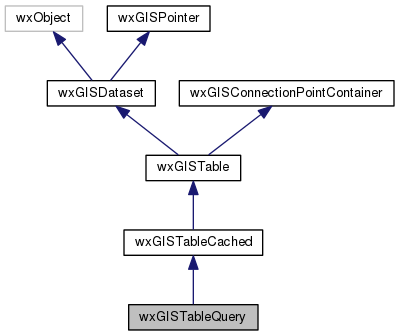 wxObject
wxGISPointer
wxGISDataset
wxGISConnectionPointContainer
wxGISTable
wxGISTableCached
wxGISTableQuery